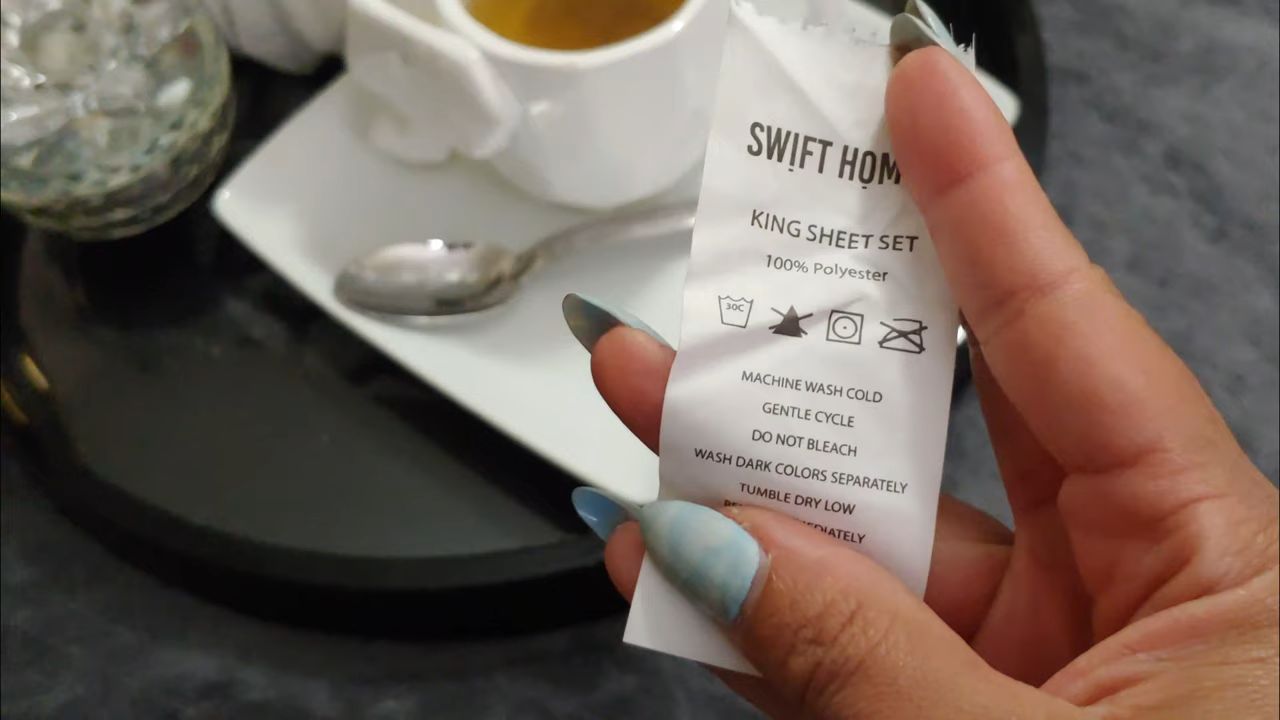 SWIFT HOM
KING SHEET SET
100% Polyester
30C
MACHINE WASH COLD
GENTLE CYCLE
DO NOT BLEACH
WASH DARK COLORS SEPARATELY
TUMBLE DRY LOW